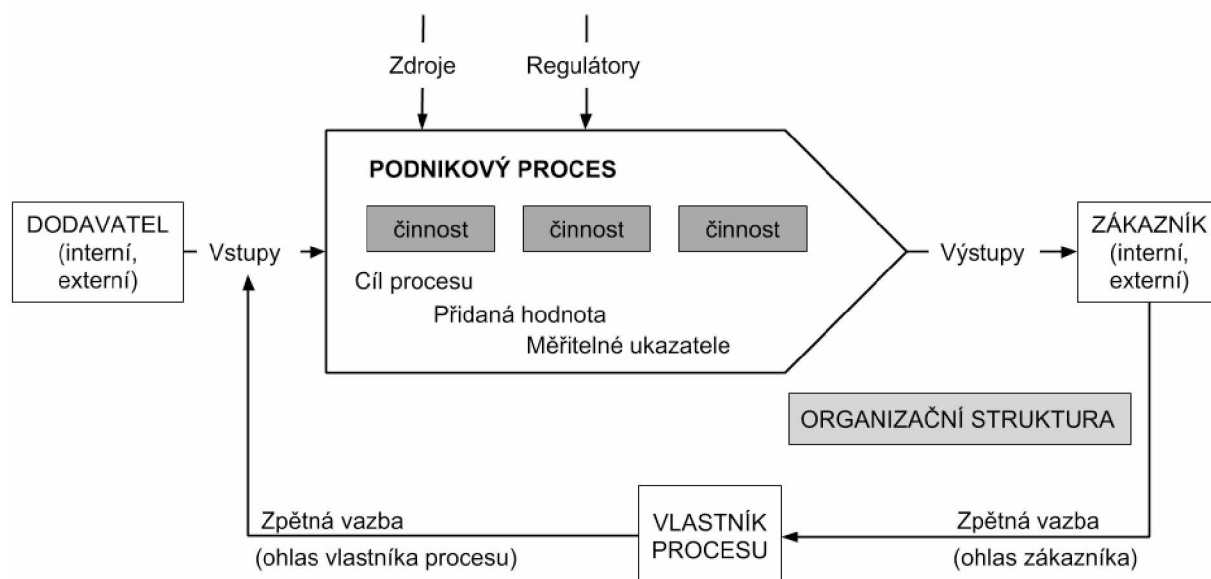 Zdroje
Regulátory
PODNIKOVÝ PROCES
činnost
činnost
činnost
DODAVATEL
(interní,
externí)
Vstupy
Cíl procesu
Přidaná hodnota
Měřitelné ukazatele
Výstupy
ZÁKAZNÍK
(interní,
externí)
ORGANIZAČNÍ STRUKTURA
Zpětná vazba
(ohlas vlastníka procesu)
VLASTNÍK
PROCESU
Zpětná vazba
(ohlas zákazníka)